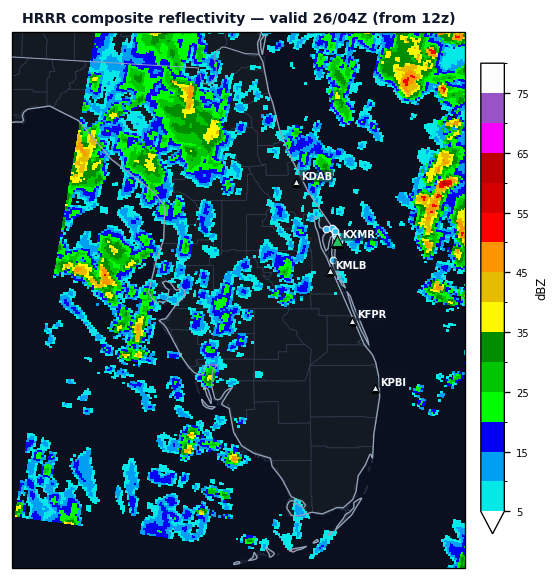 HRRR composite reflectivity — valid 26/04Z (from 12z)
KDAB
KXMR
KMLB
KFPR
KPBI
75
65
55
45
35
25
15
5
dBZ